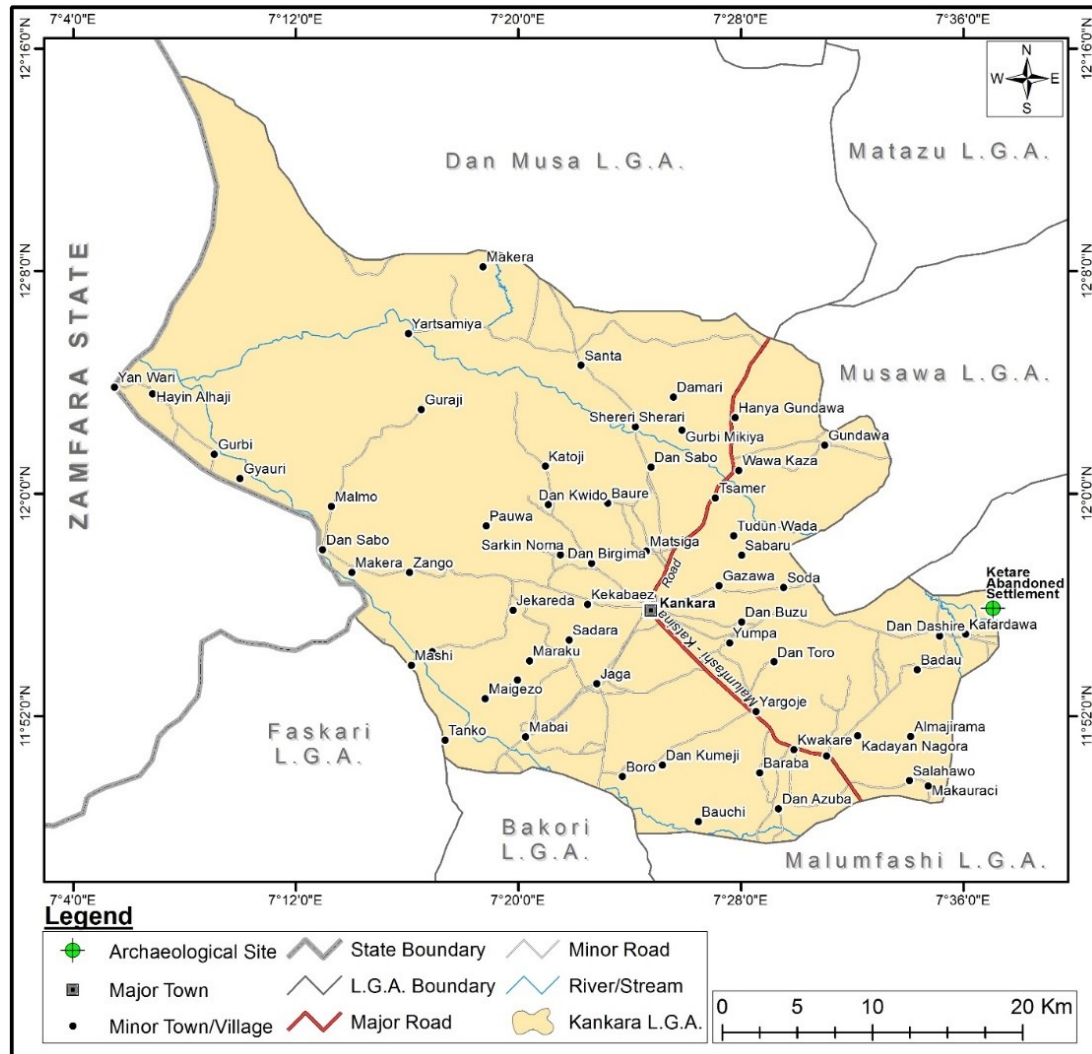 7°4'0"E
7°12'0"E
7°20'0"E
7°28'0"E
7°36'0"E
12°16'0"N
12°16'0"N
N
W
E
S
Dan Musa L.G.A.
Matazu L.G.A.
12°8'0"N
12°8'0"N
ZAMFARA STATE
Makera
Yartsamiya
Santa
Musawa L.G.A.
Yan Wari
Hayin Alhaji
Guraji
Damari
Hanya Gundawa
Shereri Sherari
Gurbi Mikiya
Gundawa
Gurbi
Gyauri
Katoji
Dan Sabo
Wawa Kaza
12°0'0"N
12°0'0"N
Malmo
Dan Kwido
Baure
Tsamer
Pauwa
Tudun Wada
Dan Sabo
Sarkin Noma
Dan Birgima
Matsiga
Sabaru
Makera
Zango
Gazawa
Soda
Ketare
Abandoned
Settlement
Jekareda
Kekabaez
Kankara
Road
Malumfashi - Katsina
Dan Buzu
Dan Dashire
Kafardawa
Sadara
Yumpa
Mashi
Maraku
Dan Toro
Badau
Maigezo
Jaga
11°52'0"N
11°52'0"N
Yargoje
Tanko
Mabai
Kwakare
Kadayan Nagora
Almajirama
Faskari
L.G.A.
Boro
Dan Kumeji
Baraba
Salahawo
Makauraci
Bauchi
Dan Azuba
Bakori
L.G.A.
Malumfashi L.G.A.
7°4'0"E
7°12'0"E
7°20'0"E
7°28'0"E
7°36'0"E
Legend
Archaeological Site
State Boundary
Minor Road
Major Town
L.G.A. Boundary
River/Stream
Minor Town/Village
Major Road
Kankara L.G.A.
0 5 10 20 Km